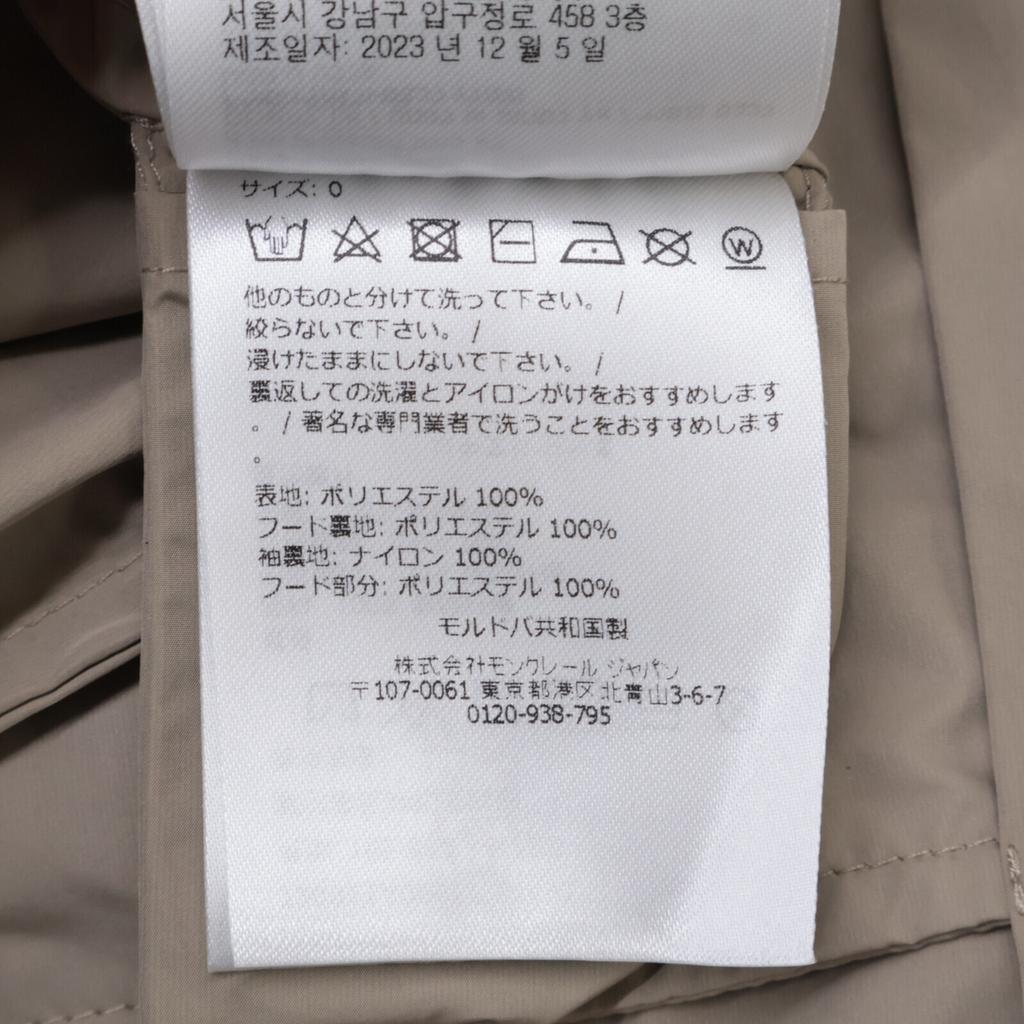 서울시 강남구 압구정로 458 3층
제조일자: 2023 년 12 월 5 일
サイズ: 0
W
他のものと分けて洗って下さい。 /
絞らないで下さい。 /
浸けたままにしないで下さい。 /
裏返しての洗濯とアイロンがけをおすすめします
。 / 著名な専門業者で洗うことをおすすめします
。
表地: ポリエステル 100%
フード裏地: ポリエステル 100%
袖裏地: ナイロン 100%
フード部分: ポリエステル 100%
モルドバ共和国製
株式会社モンクレール ジャパン
〒107-0061 東京都港区北青山3-6-7
0120-938-795